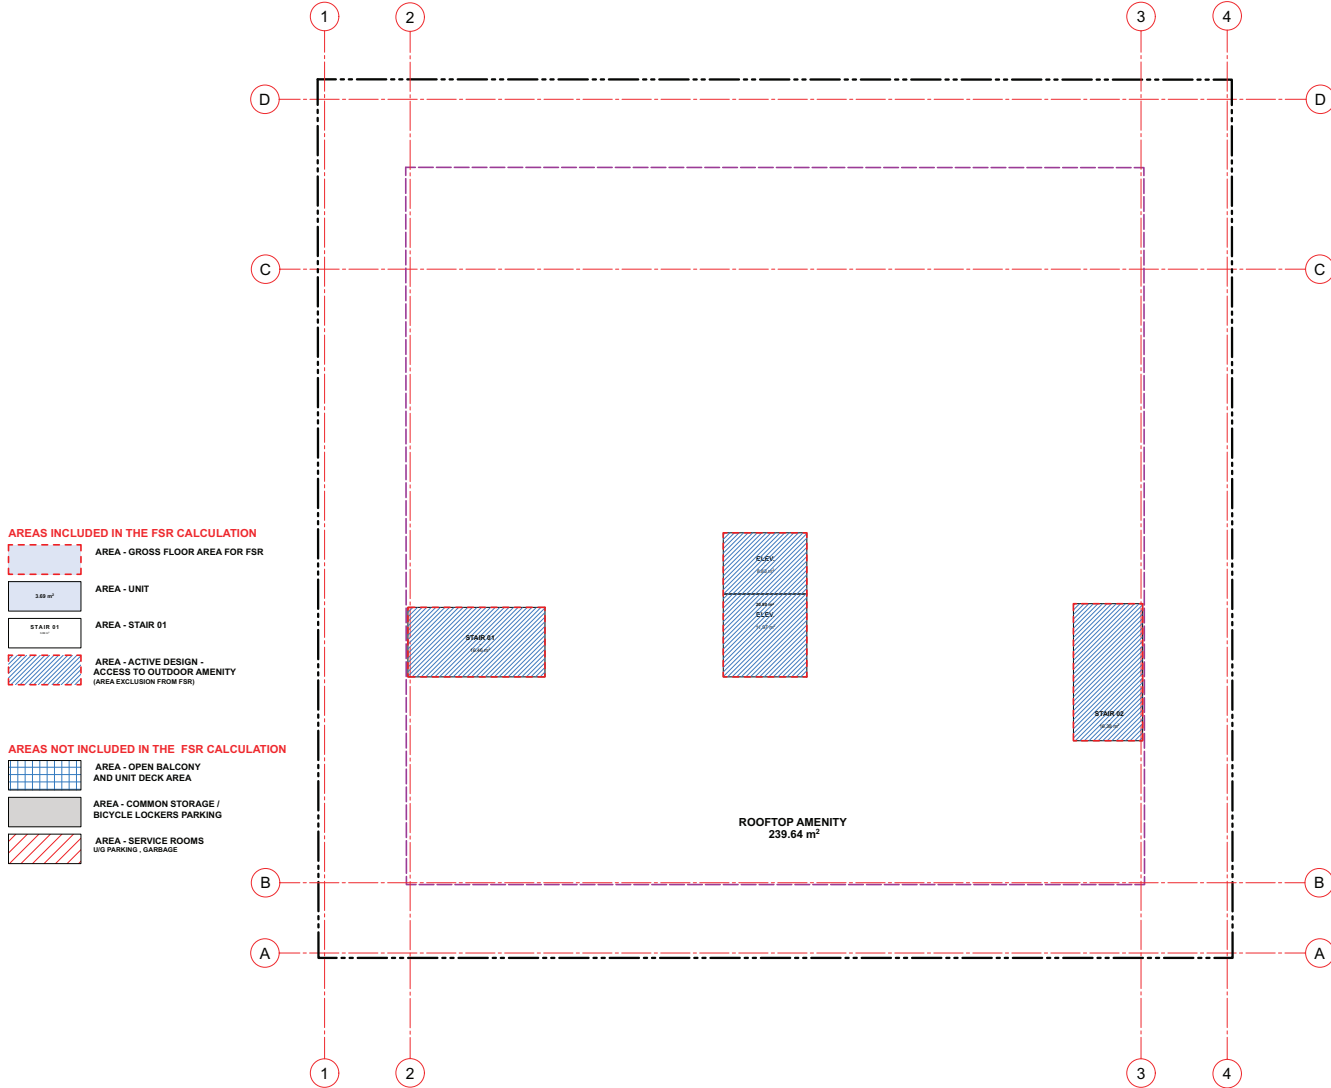 1
2
3
4
D
D
C
C
AREAS INCLUDED IN THE FSR CALCULATION
AREA - GROSS FLOOR AREA FOR FSR
3.69 m²
AREA - UNIT
STAIR 01
AREA - STAIR 01
AREA - ACTIVE DESIGN -
ACCESS TO OUTDOOR AMENITY
(AREA EXCLUSION FROM FSR)
ELEV.
ELEV.
STAIR 01
STAIR 02
AREAS NOT INCLUDED IN THE FSR CALCULATION
AREA - OPEN BALCONY
AND UNIT DECK AREA
AREA - COMMON STORAGE /
BICYCLE LOCKERS PARKING
AREA - SERVICE ROOMS
U/G PARKING , GARBAGE
ROOFTOP AMENITY
239.64 m²
B
B
A
A
1
2
3
4